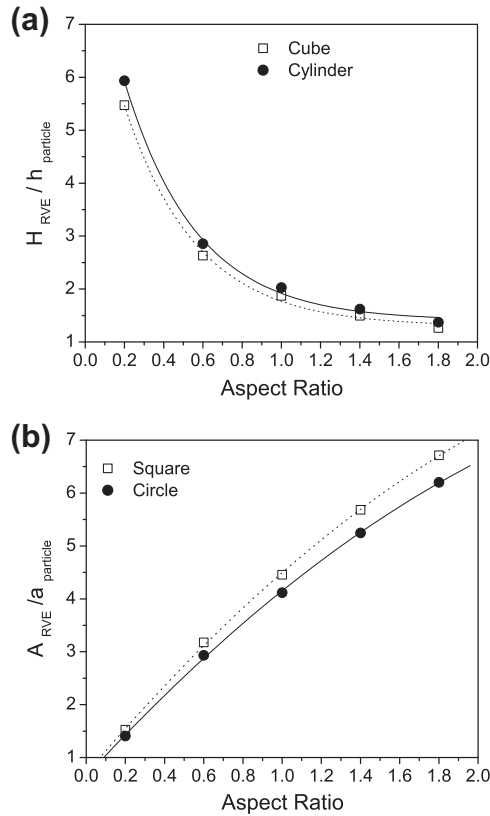 (a)
7
6
5
4
3
2
1
H RVE / h particle
Cube
Cylinder
0.0 0.2 0.4 0.6 0.8 1.0 1.2 1.4 1.6 1.8 2.0
Aspect Ratio
(b)
7
6
5
4
3
2
1
A RVE /a particle
Square
Circle
0.0 0.2 0.4 0.6 0.8 1.0 1.2 1.4 1.6 1.8 2.0
Aspect Ratio